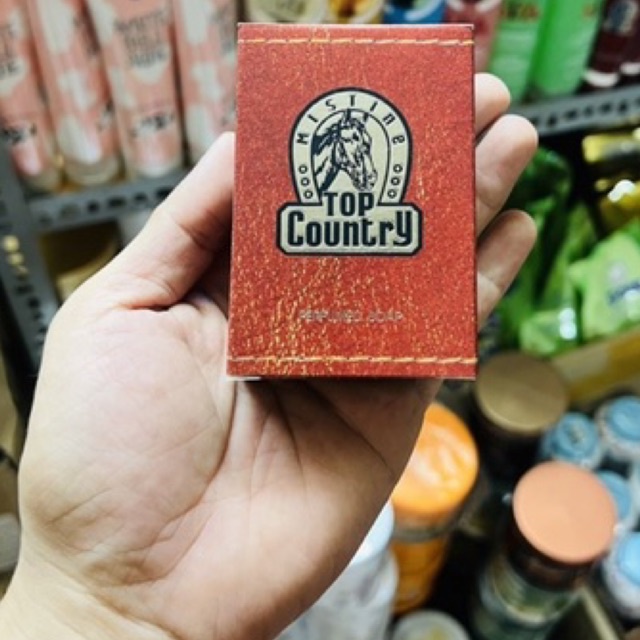 MISTINE
TOP
Country
PERFUMED SOAP